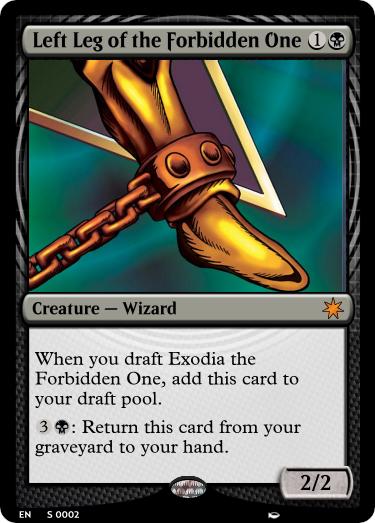 Left Leg of the Forbidden One 1
Creature — Wizard
When you draft Exodia the
Forbidden One, add this card to
your draft pool.
3 : Return this card from your
graveyard to your hand.
2/2
EN S 0002